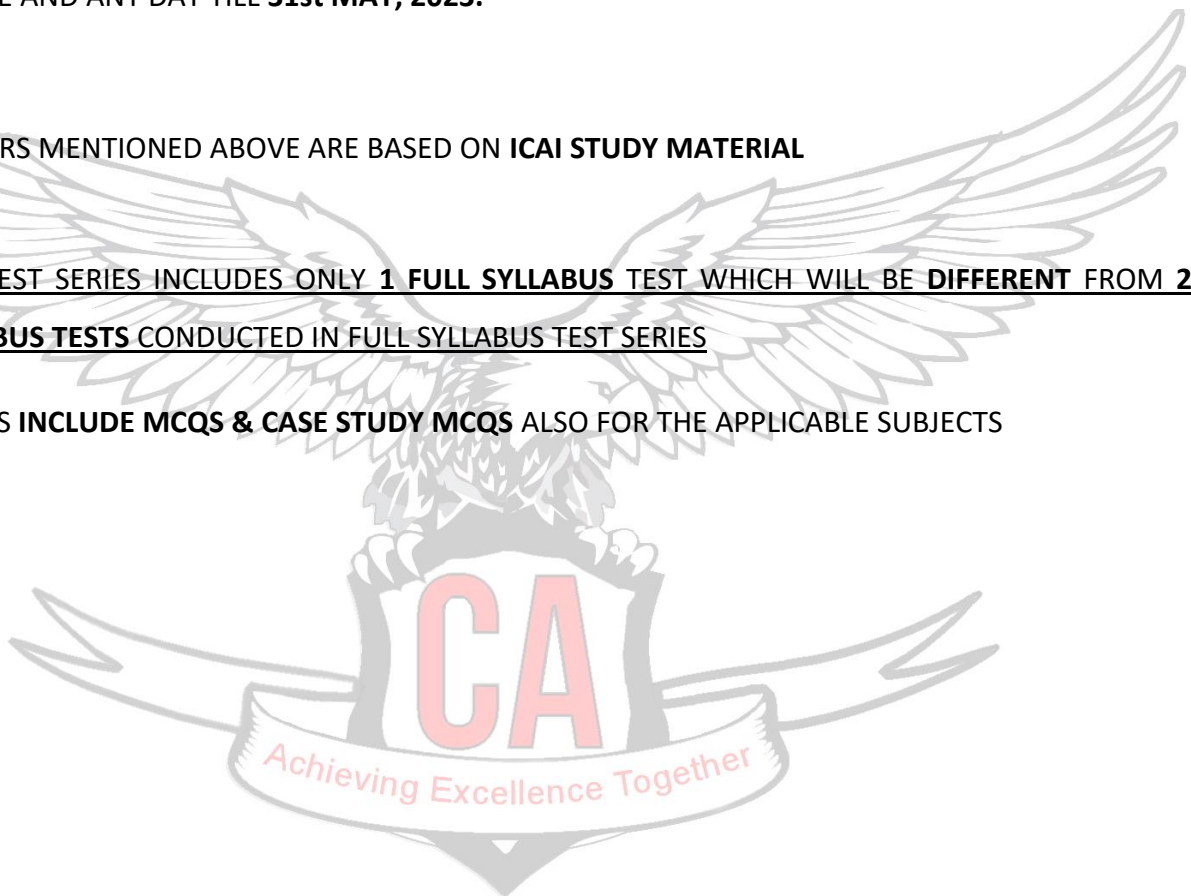 E AND ANY DAY TILL 31st MAY,
RS MENTIONED ABOVE ARE BASED ON ICAI STUDY MATERIAL
EST SERIES INCLUDES ONLY 1 FULL SYLLABUS TEST WHICH WILL BE DIFFERENT FROM 2
BUS TESTS CONDUCTED IN FULL SYLLABUS TEST SERIES
S INCLUDE MCQS & CASE STUDY MCQS ALSO FOR THE APPLICABLE SUBJECTS
CA
Achieving Excellence Together